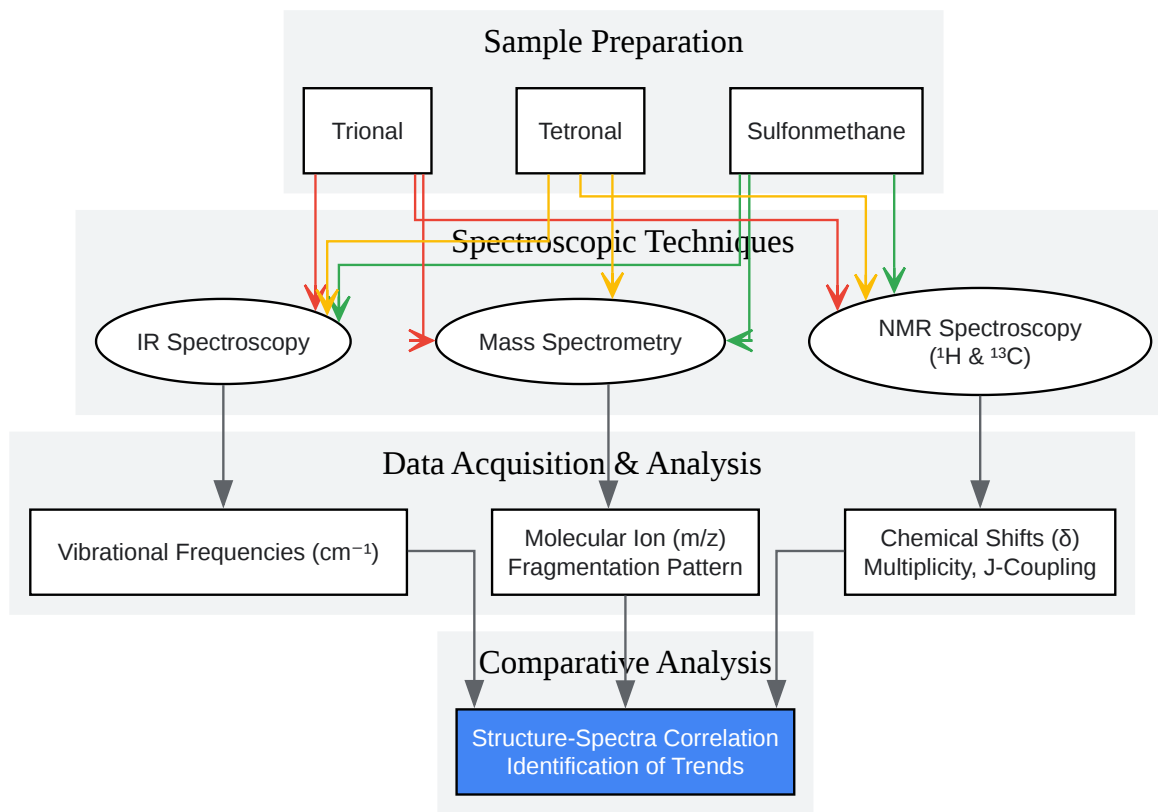 Sample Preparation
Trional
Tetronal
Sulfonmethane
Spectroscopic Techniques
IR Spectroscopy
Mass Spectrometry
NMR Spectroscopy
(¹H & ¹³C)
Data Acquisition & Analysis
Vibrational Frequencies (cm⁻¹)
Molecular Ion (m/z)
Fragmentation Pattern
Chemical Shifts (δ)
Multiplicity, J-Coupling
Comparative Analysis
Structure-Spectra Correlation
Identification of Trends